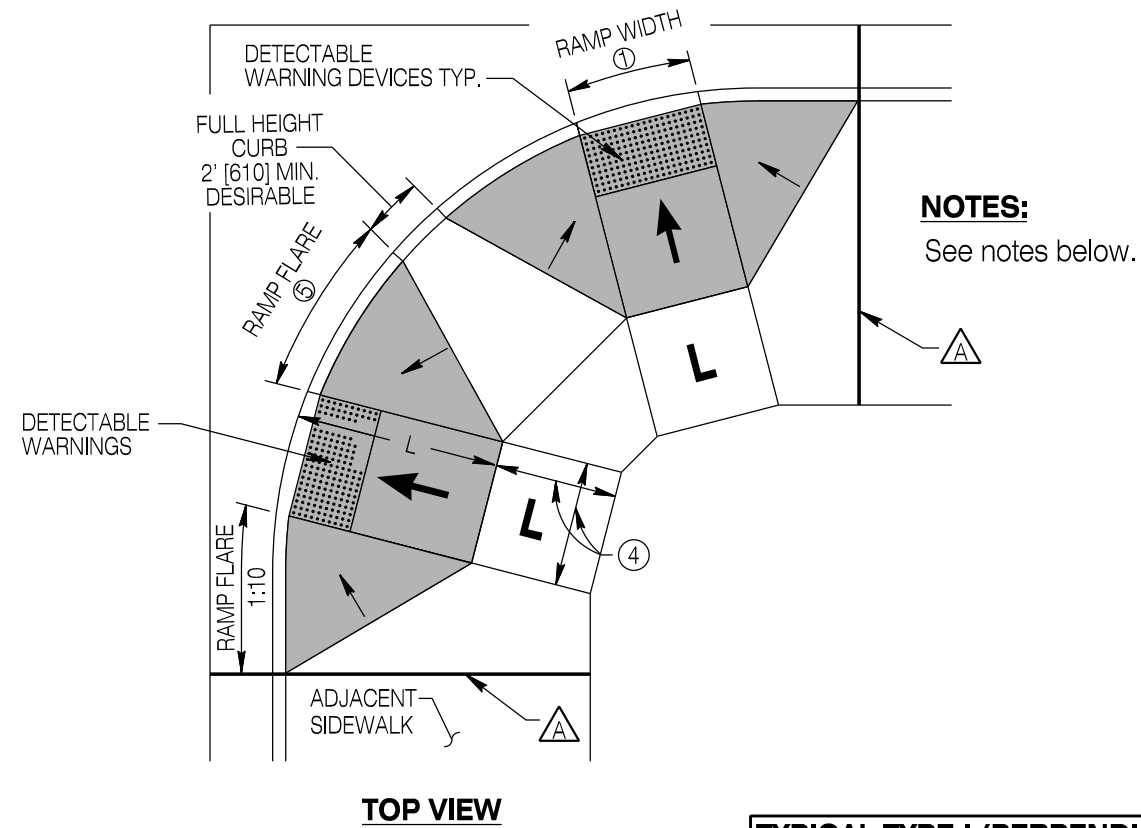 RAMP WIDTH
①
DETECTABLE
WARNING DEVICES TYP.
FULL HEIGHT
CURB
2' [610] MIN.
DESIRABLE
RAMP FLARE
⑤
NOTES:
See notes below.
A
L
DETECTABLE
WARNINGS
L
L
④
RAMP FLARE
1:10
ADJACENT
SIDEWALK
A
TOP VIEW